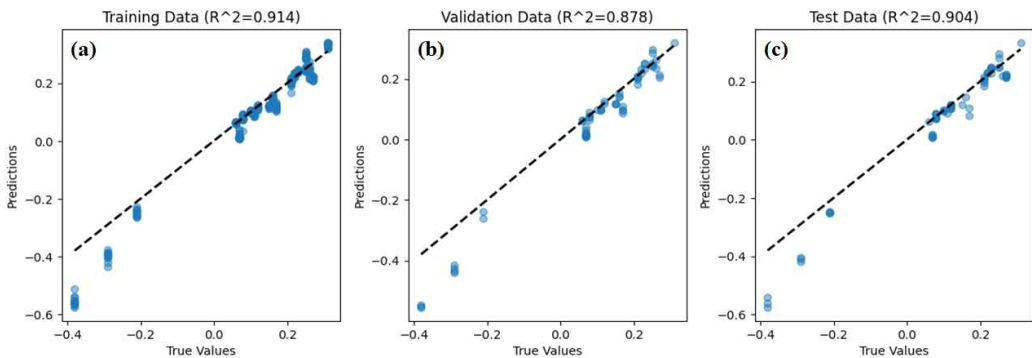 Training Data (R^2=0.914)
(a)
0.2
0.0
−0.2
−0.4
−0.6
Predictions
−0.4
−0.2
0.0
0.2
True Values
Validation Data (R^2=0.878)
(b)
0.2
0.0
−0.2
−0.4
Predictions
−0.4
−0.2
0.0
0.2
True Values
Test Data (R^2=0.904)
(c)
0.2
0.0
−0.2
−0.4
−0.6
Predictions
−0.4
−0.2
0.0
0.2
True Values